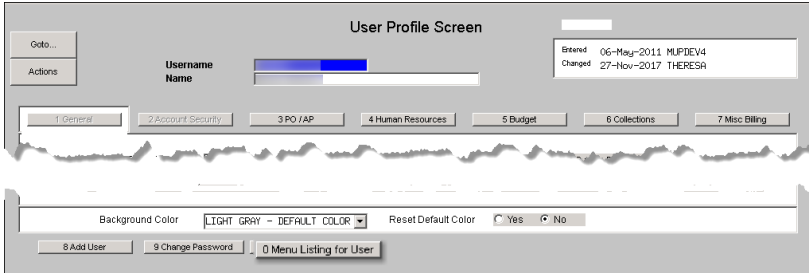 User Profile Screen
Goto...
Actions
Username
Name
Entered 06-May-2011 MUPDEV4
Changed 27-Nov-2017 THERESA
1 General 2 Account Security 3 PO / AP 4 Human Resources 5 Budget 6 Collections 7 Misc Billing
Background Color LIGHT GRAY - DEFAULT COLOR Reset Default Color Yes No
8 Add User 9 Change Password 0 Menu Listing for User